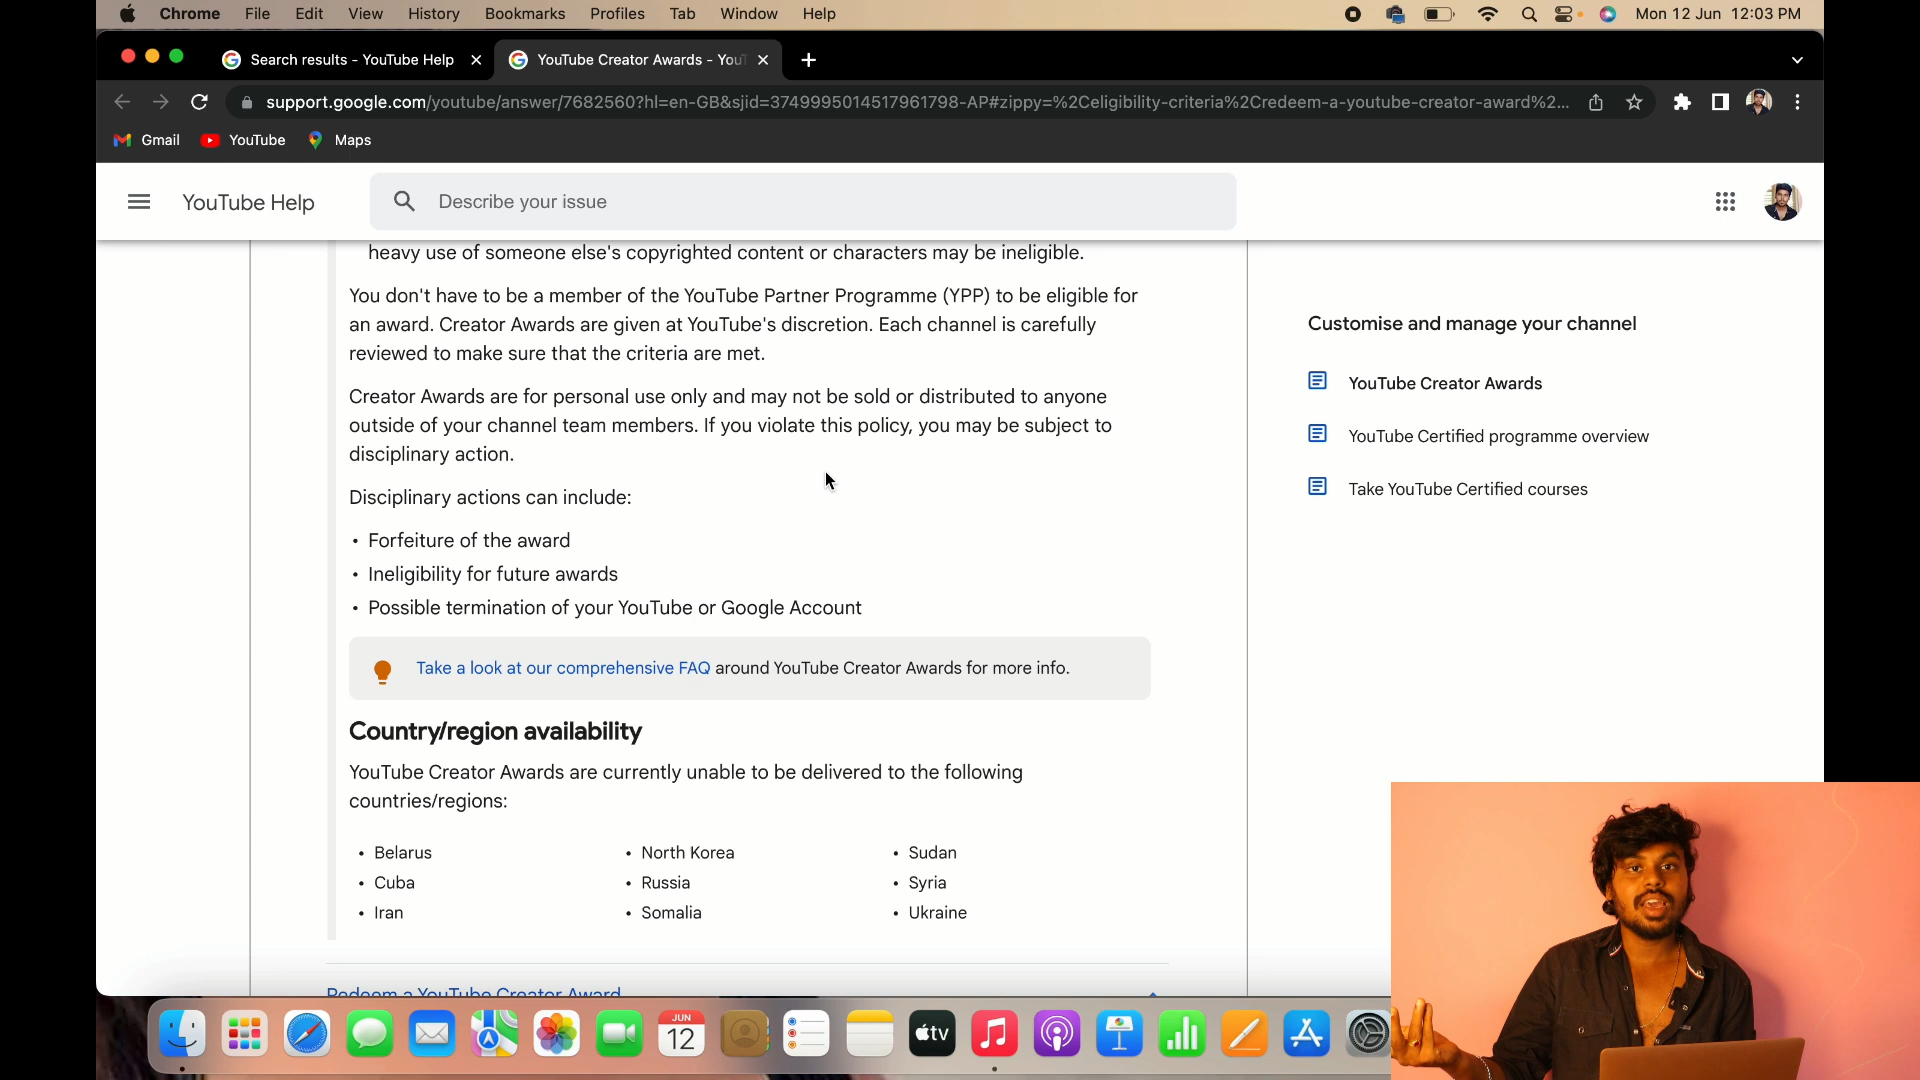 Chrome File Edit View History Bookmarks Profiles Tab Window Help Mon 12 Jun 12:03 PM
Search results - YouTube Help YouTube Creator Awards - You
support.google.com/youtube/answer/7682560?hl=en-GB&sjid=3749995014517961798-AP#zippy=%2Celigibility-criteria%2Credeem-a-youtube-creator-award%2...
Gmail YouTube Maps
YouTube Help Describe your issue
heavy use of someone else's copyrighted content or characters may be ineligible.
You don't have to be a member of the YouTube Partner Programme (YPP) to be eligible for
an award. Creator Awards are given at YouTube's discretion. Each channel is carefully
reviewed to make sure that the criteria are met.
Creator Awards are for personal use only and may not be sold or distributed to anyone
outside of your channel team members. If you violate this policy, you may be subject to
disciplinary action.
Disciplinary actions can include:
• Forfeiture of the award
• Ineligibility for future awards
• Possible termination of your YouTube or Google Account
Take a look at our comprehensive FAQ around YouTube Creator Awards for more info.
Country/region availability
YouTube Creator Awards are currently unable to be delivered to the following
countries/regions:
• Belarus • North Korea • Sudan
• Cuba • Russia • Syria
• Iran • Somalia • Ukraine
Redeem a YouTube Creator Award
Customise and manage your channel
YouTube Creator Awards
YouTube Certified programme overview
Take YouTube Certified courses
JUN
12
tv